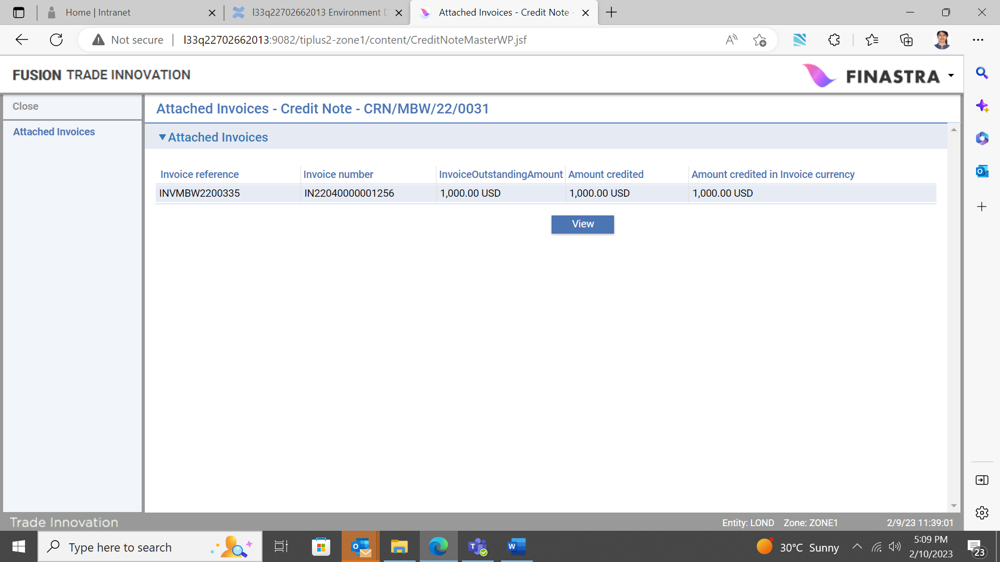 Home | Intranet
l33q22702662013 Environment D
Attached Invoices - Credit Note -
Not secure
l33q22702662013:9082/tiplus2-zone1/content/CreditNoteMasterWP.jsf
FUSION TRADE INNOVATION
FINASTRA
Close
Attached Invoices - Credit Note - CRN/MBW/22/0031
Attached Invoices
Attached Invoices
Invoice reference Invoice number InvoiceOutstandingAmount Amount credited Amount credited in Invoice currency
INVMBW2200335 IN22040000001256 1,000.00 USD 1,000.00 USD 1,000.00 USD
View
Trade Innovation
Entity: LOND Zone: ZONE1 2/9/23 11:39:01
Type here to search
30°C Sunny
5:09 PM
2/10/2023
23